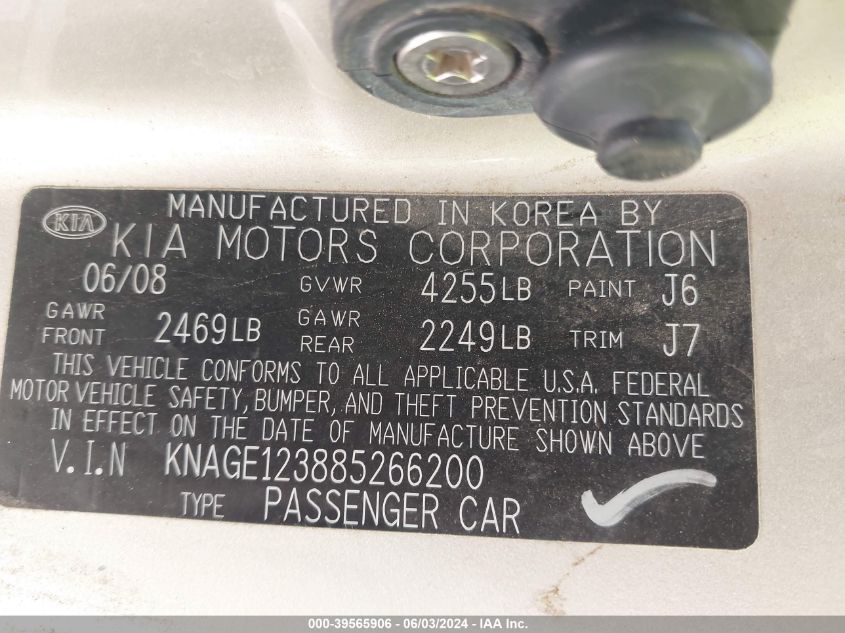 MANUFACTURED IN KOREA BY
KIA KIA MOTORS CORPORATION
06/08 GVWR 4255LB PAINT J6
GAWR FRONT 2469LB GAWR REAR 2249LB TRIM J7
THIS VEHICLE CONFORMS TO ALL APPLICABLE U.S.A. FEDERAL
MOTOR VEHICLE SAFETY, BUMPER, AND THEFT PREVENTION STANDARDS
IN EFFECT ON THE DATE OF MANUFACTURE SHOWN ABOVE
V.I.N KNAGE123885266200
TYPE PASSENGER CAR
000-39565906 - 06/03/2024 - IAA Inc.